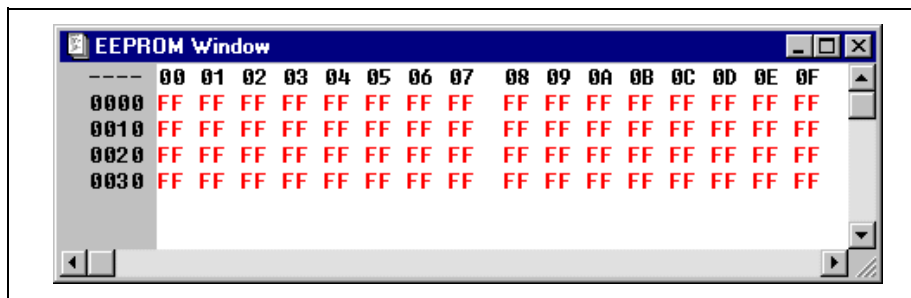 EEPROM Window
---- 00 01 02 03 04 05 06 07 08 09 0A 0B 0C 0D 0E 0F
0000 FF FF FF FF FF FF FF FF FF FF FF FF FF FF FF FF
0010 FF FF FF FF FF FF FF FF FF FF FF FF FF FF FF FF
0020 FF FF FF FF FF FF FF FF FF FF FF FF FF FF FF FF
0030 FF FF FF FF FF FF FF FF FF FF FF FF FF FF FF FF